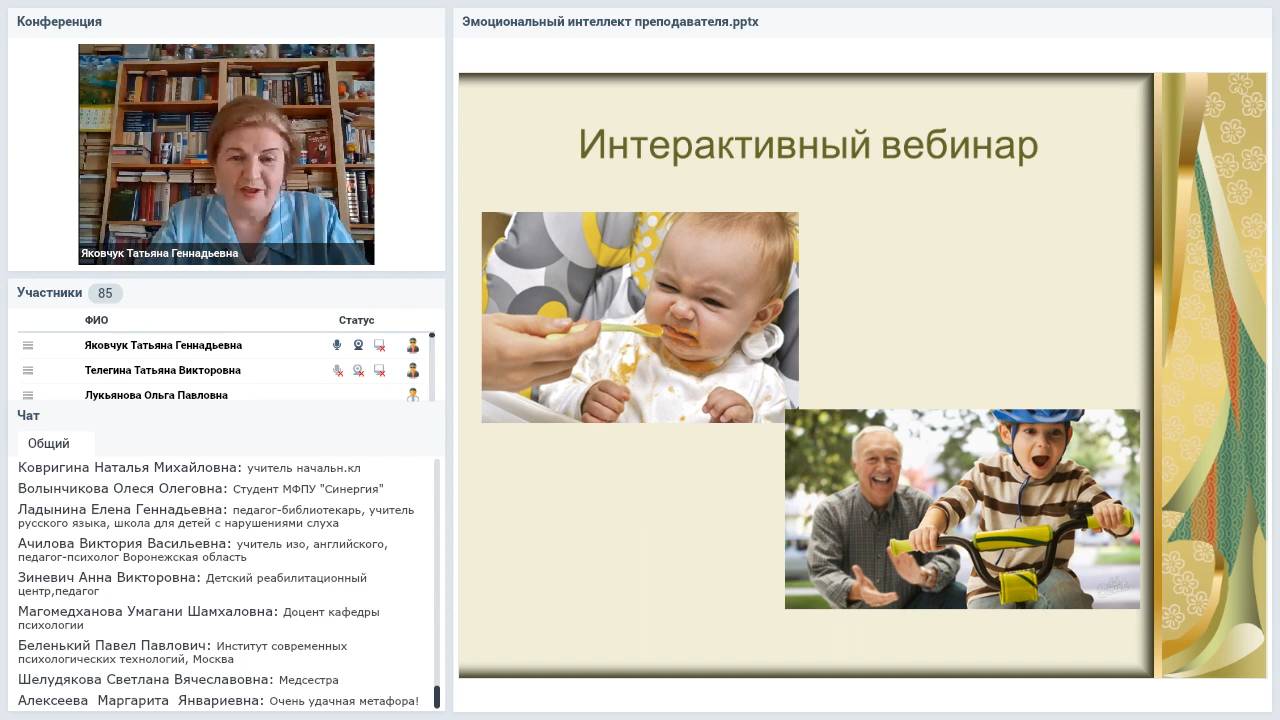 Конференция
Яковчук Татьяна Геннадьевна
Участники 85
ФИО Статус
Яковчук Татьяна Геннадьевна
Телегина Татьяна Викторовна
Лукьянова Ольга Павловна
Чат
Общий
Ковригина Наталья Михайловна: учитель начальн.кл
Волынчикова Олеся Олеговна: Студент МФПУ "Синергия"
Ладынина Елена Геннадьевна: педагог-библиотекарь, учитель
русского языка, школа для детей с нарушениями слуха
Ачилова Виктория Васильевна: учитель изо, английского,
педагог-психолог Воронежская область
Зиневич Анна Викторовна: Детский реабилитационный
центр,педагог
Магомедханова Умагани Шамхаловна: Доцент кафедры
психологии
Беленький Павел Павлович: Институт современных
психологических технологий, Москва
Шелудякова Светлана Вячеславовна: Медсестра
Алексеева Маргарита Январиевна: Очень удачная метафора!
Эмоциональный интеллект преподавателя.pptx
Интерактивный вебинар